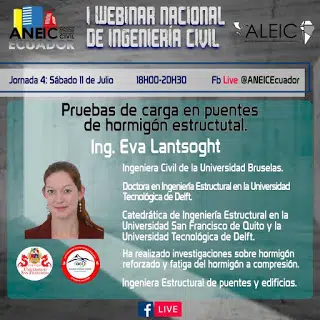 ANEIC
ECUADOR
I WEBINAR NACIONAL
DE INGENIERÍA CIVIL
ALEIC
Jornada 4: Sábado 11 de Julio
18H00-20H30
Fb Live @ANEICEcuador
Pruebas de carga en puentes
de hormigón estructutal.
Ing. Eva Lantsoght
Ingeniera Civil de la Universidad Bruselas.
Doctora en Ingeniería Estructural en la Universidad
Tecnológica de Delft.
Catedrática de Ingeniería Estructural en la
Universidad San Francisco de Quito y la
Universidad Tecnológica de Delft.
Ha realizado investigaciones sobre hormigón
reforzado y fatiga del hormigón a compresión.
Ingeniera Estructural de puentes y edificios.
LIVE